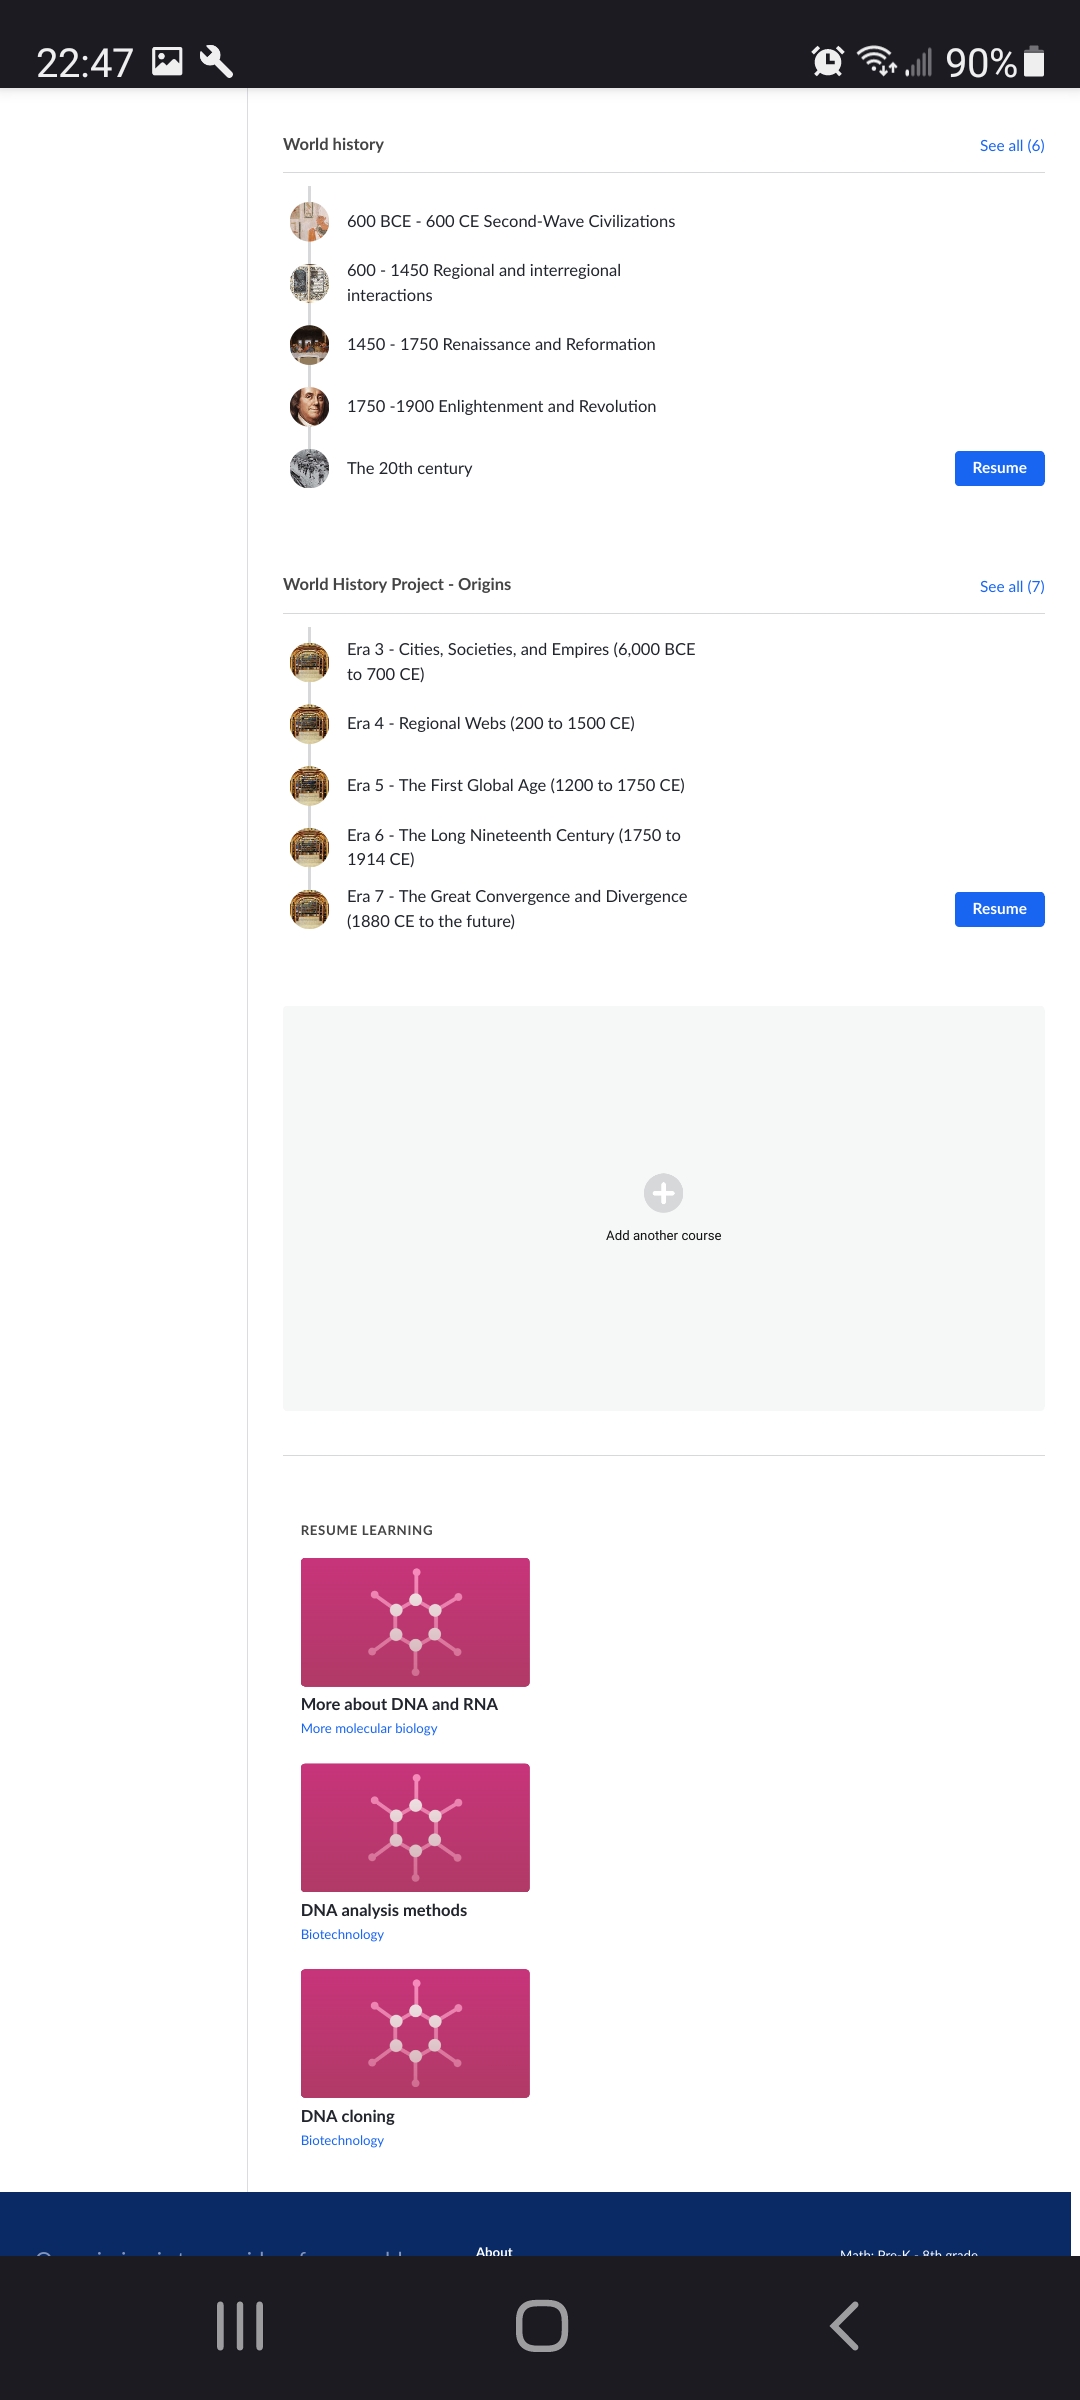 22:47
90%
World history
See all (6)
600 BCE - 600 CE Second-Wave Civilizations
600 - 1450 Regional and interregional
interactions
1450 - 1750 Renaissance and Reformation
1750 -1900 Enlightenment and Revolution
The 20th century
Resume
World History Project - Origins
See all (7)
Era 3 - Cities, Societies, and Empires (6,000 BCE
to 700 CE)
Era 4 - Regional Webs (200 to 1500 CE)
Era 5 - The First Global Age (1200 to 1750 CE)
Era 6 - The Long Nineteenth Century (1750 to
1914 CE)
Era 7 - The Great Convergence and Divergence
(1880 CE to the future)
Resume
Add another course
RESUME LEARNING
More about DNA and RNA
More molecular biology
DNA analysis methods
Biotechnology
DNA cloning
Biotechnology
About
Math: Pre-K - 8th grade